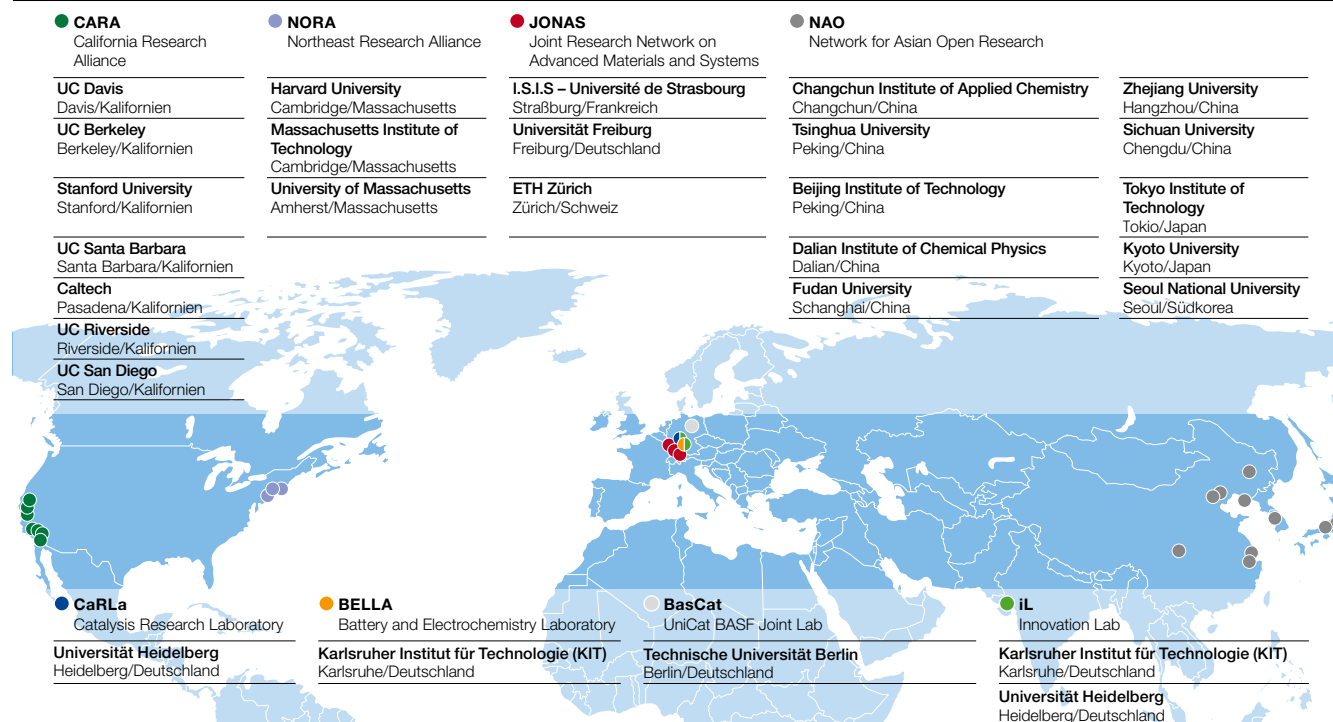 CARA
California Research
Alliance
UC Davis
Davis/Kalifornien
UC Berkeley
Berkeley/Kalifornien
Stanford University
Stanford/Kalifornien
UC Santa Barbara
Santa Barbara/Kalifornien
Caltech
Pasadena/Kalifornien
UC Riverside
Riverside/Kalifornien
UC San Diego
San Diego/Kalifornien
NORA
Northeast Research Alliance
Harvard University
Cambridge/Massachusetts
Massachusetts Institute of
Technology
Cambridge/Massachusetts
University of Massachusetts
Amherst/Massachusetts
JONAS
Joint Research Network on
Advanced Materials and Systems
I.S.I.S – Université de Strasbourg
Straßburg/Frankreich
Universität Freiburg
Freiburg/Deutschland
ETH Zürich
Zürich/Schweiz
NAO
Network for Asian Open Research
Changchun Institute of Applied Chemistry
Changchun/China
Tsinghua University
Peking/China
Beijing Institute of Technology
Peking/China
Dalian Institute of Chemical Physics
Dalian/China
Fudan University
Schanghai/China
Zhejiang University
Hangzhou/China
Sichuan University
Chengdu/China
Tokyo Institute of
Technology
Tokio/Japan
Kyoto University
Kyoto/Japan
Seoul National University
Seoul/Südkorea
CaRLa
Catalysis Research Laboratory
Universität Heidelberg
Heidelberg/Deutschland
BELLA
Battery and Electrochemistry Laboratory
Karlsruher Institut für Technologie (KIT)
Karlsruhe/Deutschland
BasCat
UniCat BASF Joint Lab
Technische Universität Berlin
Berlin/Deutschland
iL
Innovation Lab
Karlsruher Institut für Technologie (KIT)
Karlsruhe/Deutschland
Universität Heidelberg
Heidelberg/Deutschland